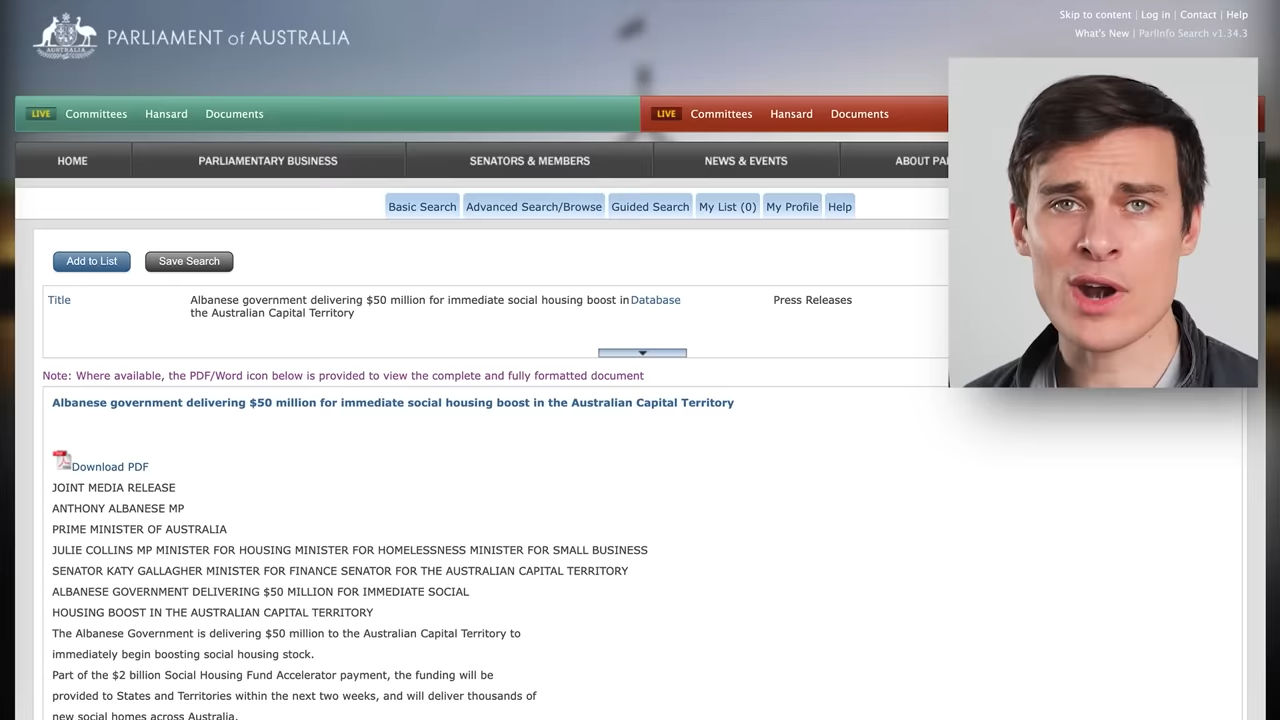 Skip to content | Log in | Contact | Help
What's New | ParlInfo Search v1.34.3
AUSTRALIA
PARLIAMENT of AUSTRALIA
LIVE Committees Hansard Documents
LIVE Committees Hansard Documents
HOME PARLIAMENTARY BUSINESS SENATORS & MEMBERS NEWS & EVENTS ABOUT
Basic Search Advanced Search/Browse Guided Search My List (0) My Profile Help
Add to List Save Search
Title Albanese government delivering $50 million for immediate social housing boost in Database Press Releases
the Australian Capital Territory
Note: Where available, the PDF/Word icon below is provided to view the complete and fully formatted document
Albanese government delivering $50 million for immediate social housing boost in the Australian Capital Territory
Download PDF
JOINT MEDIA RELEASE
ANTHONY ALBANESE MP
PRIME MINISTER OF AUSTRALIA
JULIE COLLINS MP MINISTER FOR HOUSING MINISTER FOR HOMELESSNESS MINISTER FOR SMALL BUSINESS
SENATOR KATY GALLAGHER MINISTER FOR FINANCE SENATOR FOR THE AUSTRALIAN CAPITAL TERRITORY
ALBANESE GOVERNMENT DELIVERING $50 MILLION FOR IMMEDIATE SOCIAL
HOUSING BOOST IN THE AUSTRALIAN CAPITAL TERRITORY
The Albanese Government is delivering $50 million to the Australian Capital Territory to
immediately begin boosting social housing stock.
Part of the $2 billion Social Housing Fund Accelerator payment, the funding will be
provided to States and Territories within the next two weeks, and will deliver thousands of
new social homes across Australia.